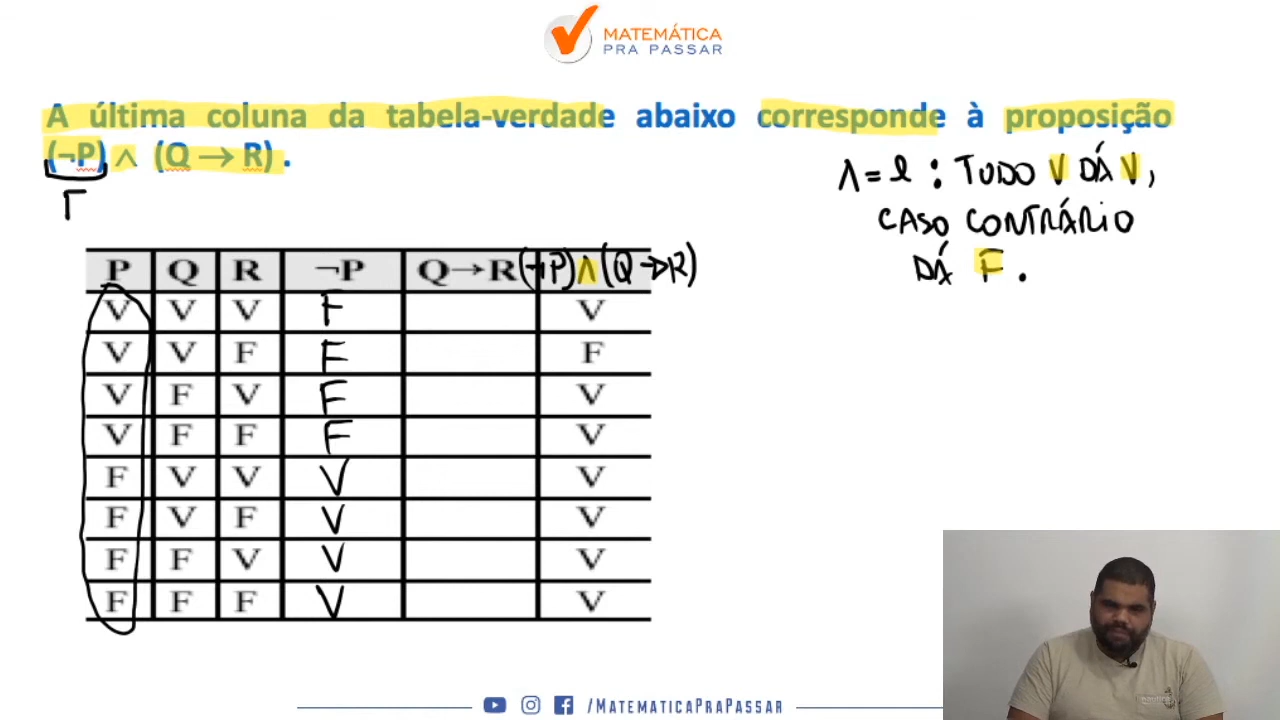 MATEMÁTICA
PRA PASSAR
A última coluna da tabela-verdade abaixo corresponde à proposição
(¬P) ∧ (Q → R) .
F
∧ = e : TUDO V DÁ V,
CASO CONTRÁRIO
DÁ F .
P Q R ¬P Q→R (¬P) ∧ (Q→R)
V V V F V
V V F F F
V F V F V
V F F F V
F V V V V
F V F V V
F F V V V
F F F V V
/MATEMATICAPRAPASSAR